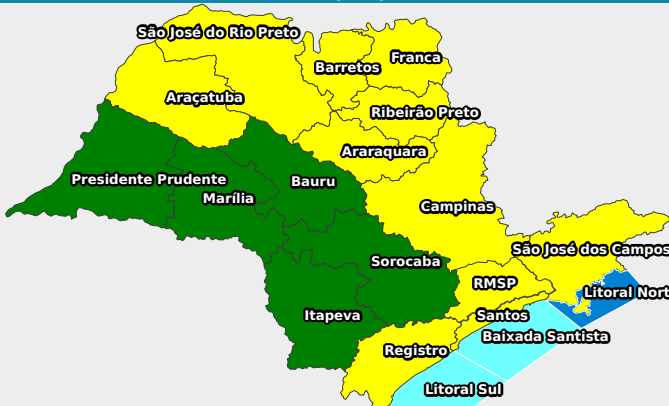 São José do Rio Preto
Franca
Barretos
Araçatuba
Ribeirão Preto
Araraquara
Presidente Prudente
Bauru
Marília
Campinas
São José dos Campos
Sorocaba
RMSP
Litoral Nort
Itapeva
Santos
Baixada Santista
Registro
Litoral Sul